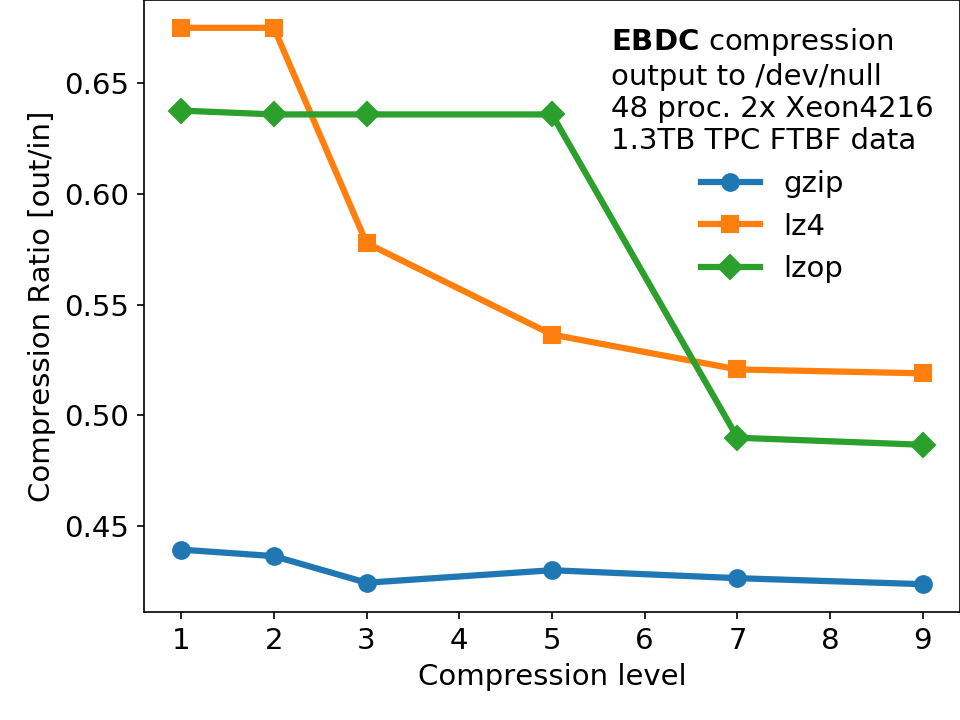 EBDC compression
output to /dev/null
48 proc. 2x Xeon4216
1.3TB TPC FTBF data
gzip
lz4
lzop
Compression Ratio [out/in]
0.65
0.60
0.55
0.50
0.45
1 2 3 4 5 6 7 8 9
Compression level